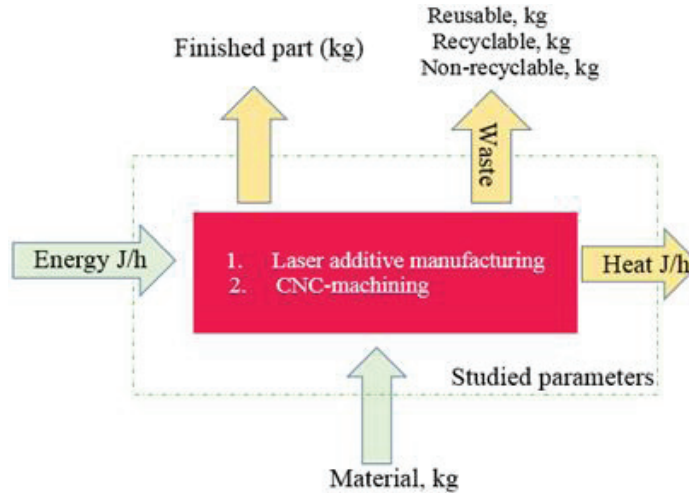 Reusable, kg
Recyclable, kg
Non-recyclable, kg
Finished part (kg)
Waste
Energy J/h
1. Laser additive manufacturing
2. CNC-machining
Heat J/h
Studied parameters
Material, kg